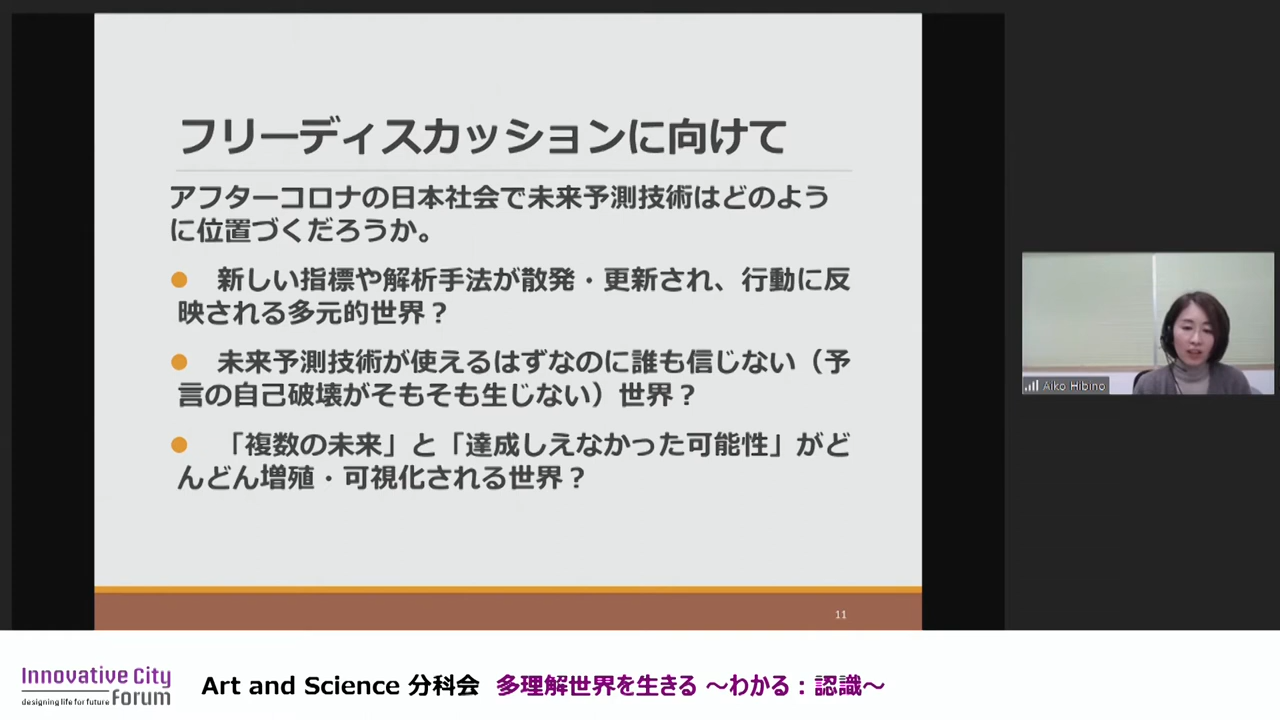 フリーディスカッションに向けて
アフターコロナの日本社会で未来予測技術はどのよう
に位置づくだろうか。
● 新しい指標や解析手法が散発・更新され、行動に反
映される多元的世界？
● 未来予測技術が使えるはずなのに誰も信じない（予
言の自己破壊がそもそも生じない）世界？
● 「複数の未来」と「達成しえなかった可能性」がど
んどん増殖・可視化される世界？
11
Aiko Hibino
Innovative City
designing life for future Forum
Art and Science 分科会 多理解世界を生きる ～わかる：認識～